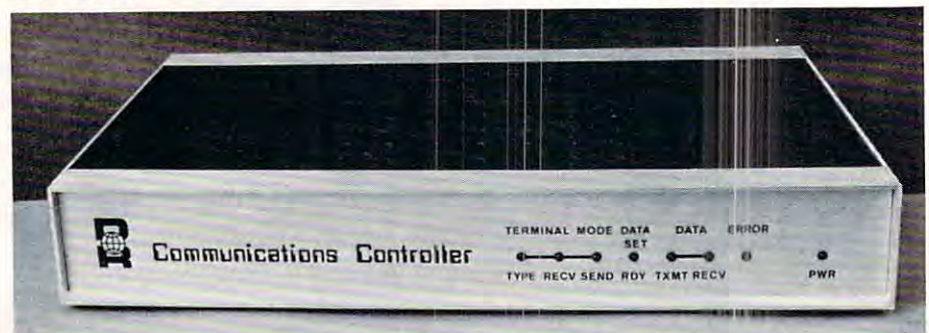 Communications Controller
TERMINAL MODE DATA SET DATA ERROR
TYPE RECV SEND RDY TXMT RECV PWR